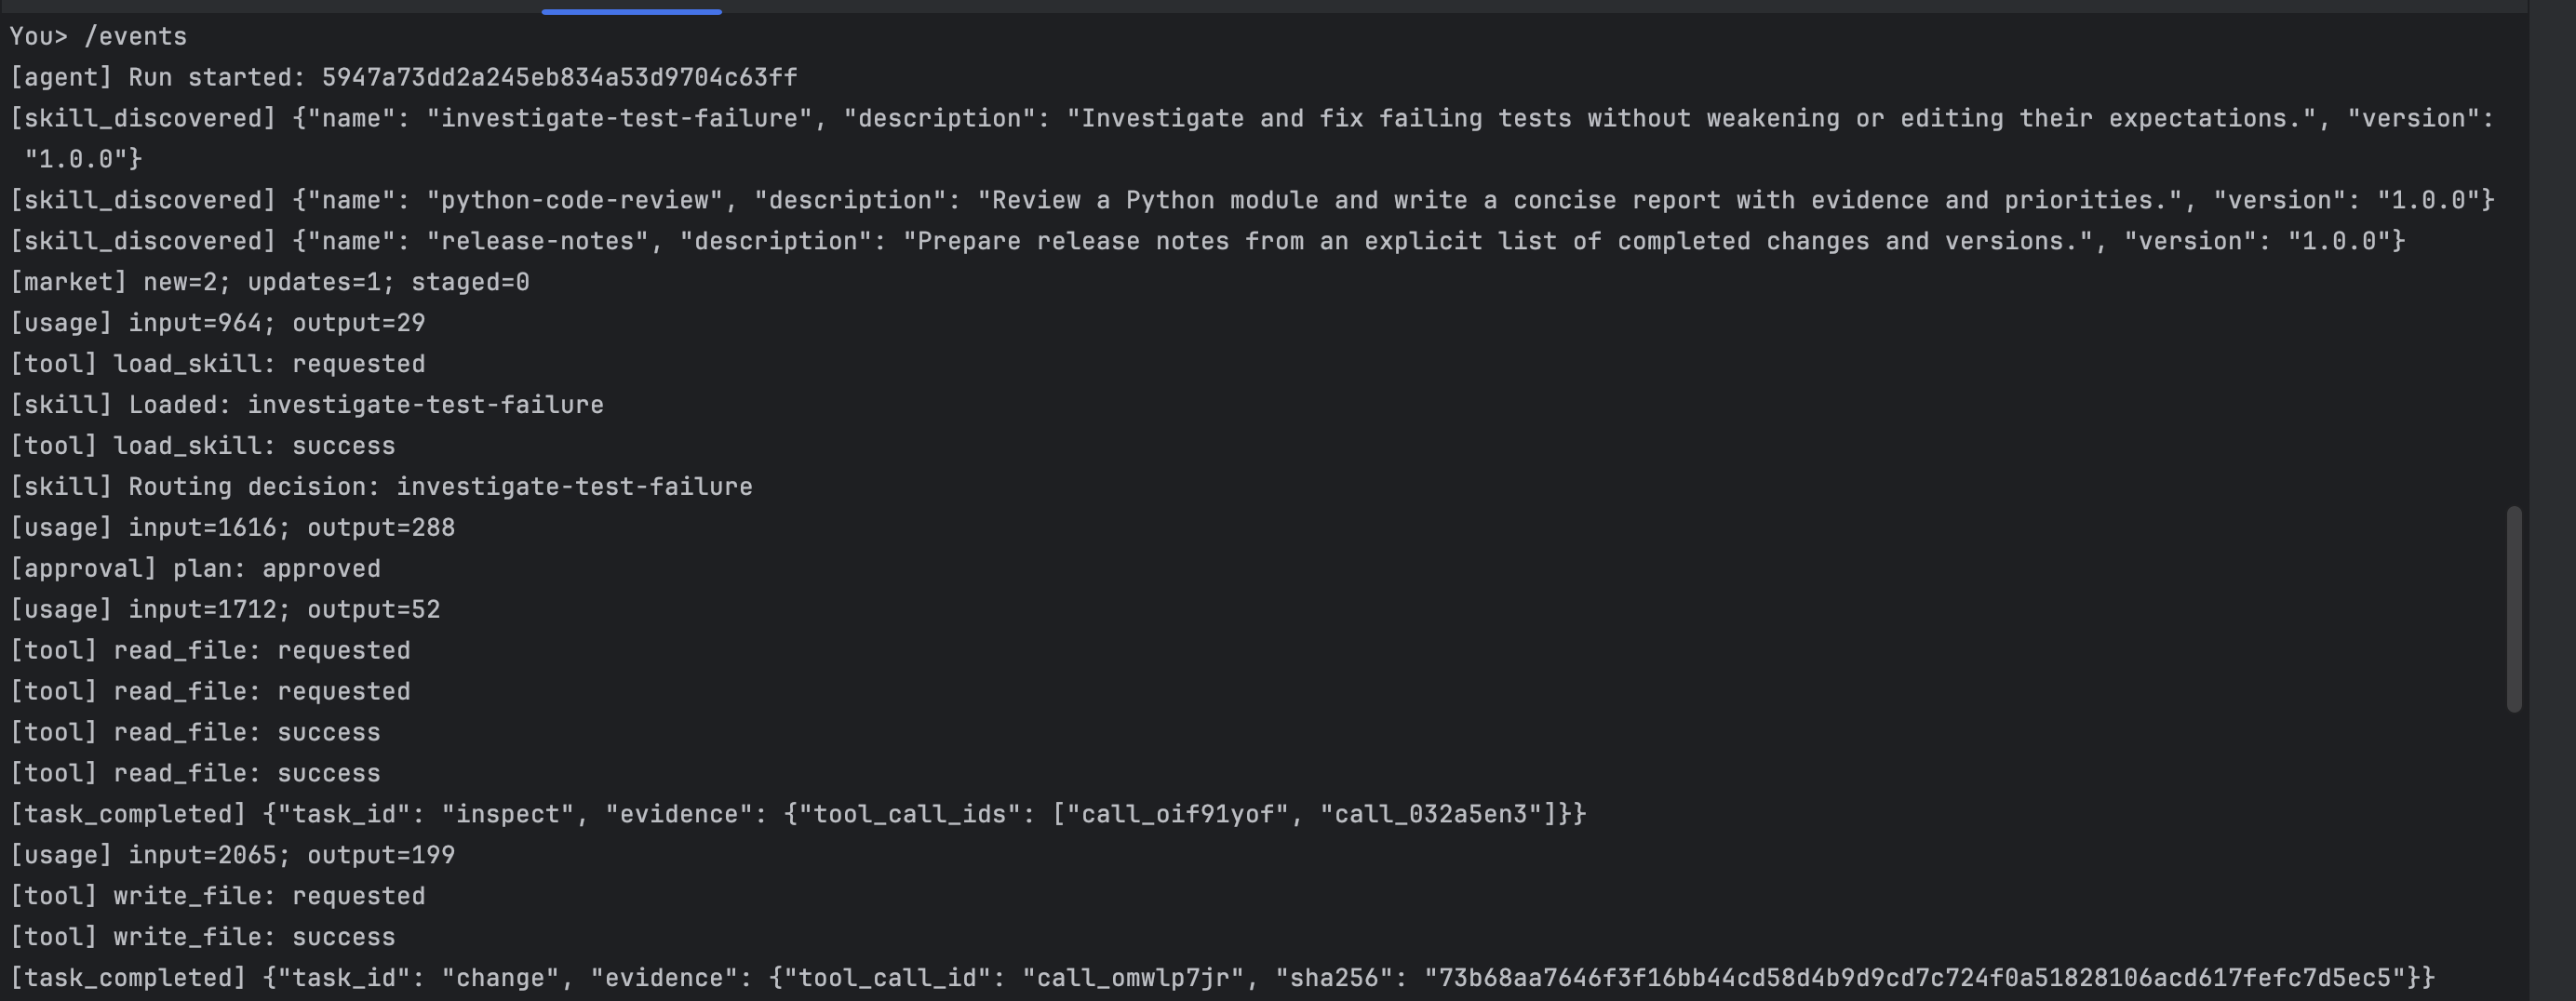 You> /events
[agent] Run started: 5947a73dd2a245eb834a53d9704c63ff
[skill_discovered] {"name": "investigate-test-failure", "description": "Investigate and fix failing tests without weakening or editing their expectations.", "version":
 "1.0.0"}
[skill_discovered] {"name": "python-code-review", "description": "Review a Python module and write a concise report with evidence and priorities.", "version": "1.0.0"}
[skill_discovered] {"name": "release-notes", "description": "Prepare release notes from an explicit list of completed changes and versions.", "version": "1.0.0"}
[market] new=2; updates=1; staged=0
[usage] input=964; output=29
[tool] load_skill: requested
[skill] Loaded: investigate-test-failure
[tool] load_skill: success
[skill] Routing decision: investigate-test-failure
[usage] input=1616; output=288
[approval] plan: approved
[usage] input=1712; output=52
[tool] read_file: requested
[tool] read_file: requested
[tool] read_file: success
[tool] read_file: success
[task_completed] {"task_id": "inspect", "evidence": {"tool_call_ids": ["call_oif91yof", "call_032a5en3"]}}
[usage] input=2065; output=199
[tool] write_file: requested
[tool] write_file: success
[task_completed] {"task_id": "change", "evidence": {"tool_call_id": "call_omwlp7jr", "sha256": "73b68aa7646f3f16bb44cd58d4b9d9cd7c724f0a51828106acd617fefc7d5ec5"}}